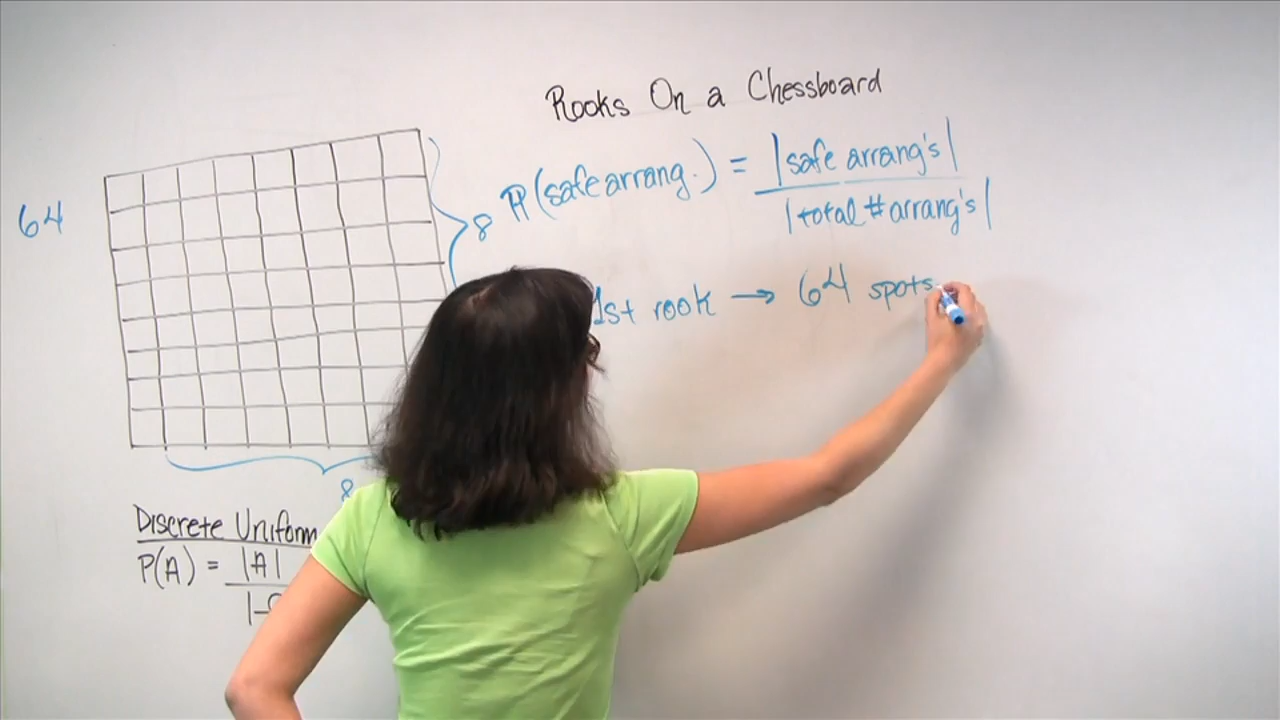 Rooks On a Chessboard
64
8
8
P(safe arrang.) = |safe arrang's|
|total # arrang's|
1st rook → 64 spots
Discrete Uniform
P(A) = |A|